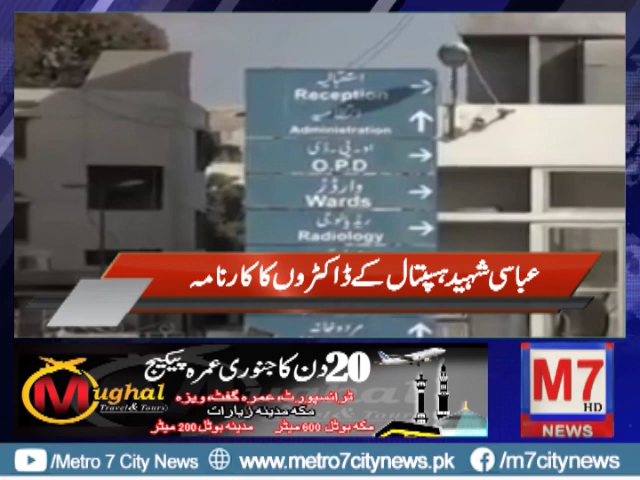 استقبالیہ
Reception
Administration
او-پی-ڈی
O.P.D
وارڈز
Wards
ریڈیالوجی
Radiology
عباسی شہید ہسپتال کے ڈاکٹروں کا کارنامہ
مردہ خانہ
Mughal
Travel & Tours
20 دن کا جنوری عمرہ پیکیج
ٹرانسپورٹ، عمرہ گفٹ، ویزہ
مکہ مدینہ زیارات
مکہ ہوٹل 600 میٹر
مدینہ ہوٹل 200 میٹر
M7
HD
NEWS
/Metro 7 City News
www.metro7citynews.pk
/m7citynews